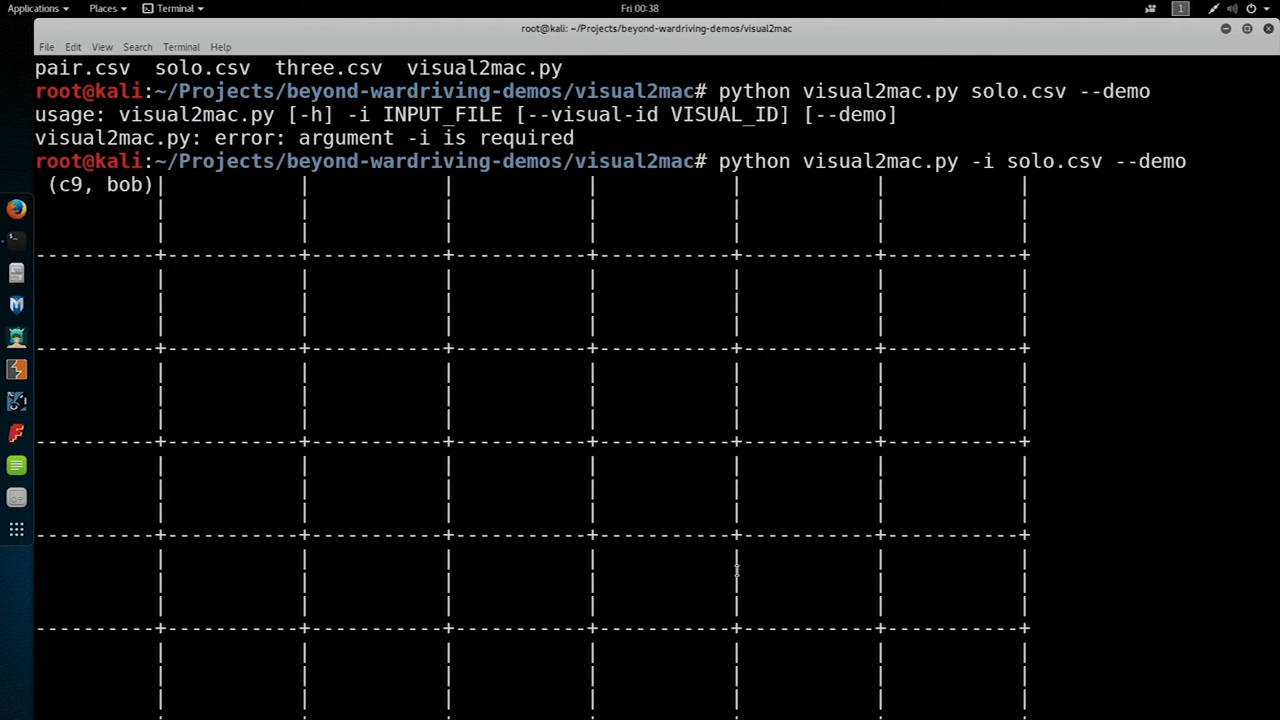 Applications Places Terminal Fri 00:38 1
root@kali: ~/Projects/beyond-wardriving-demos/visual2mac
File Edit View Search Terminal Help
pair.csv solo.csv three.csv visual2mac.py
root@kali:~/Projects/beyond-wardriving-demos/visual2mac# python visual2mac.py solo.csv --demo
usage: visual2mac.py [-h] -i INPUT_FILE [--visual-id VISUAL_ID] [--demo]
visual2mac.py: error: argument -i is required
root@kali:~/Projects/beyond-wardriving-demos/visual2mac# python visual2mac.py -i solo.csv --demo
(c9, bob)